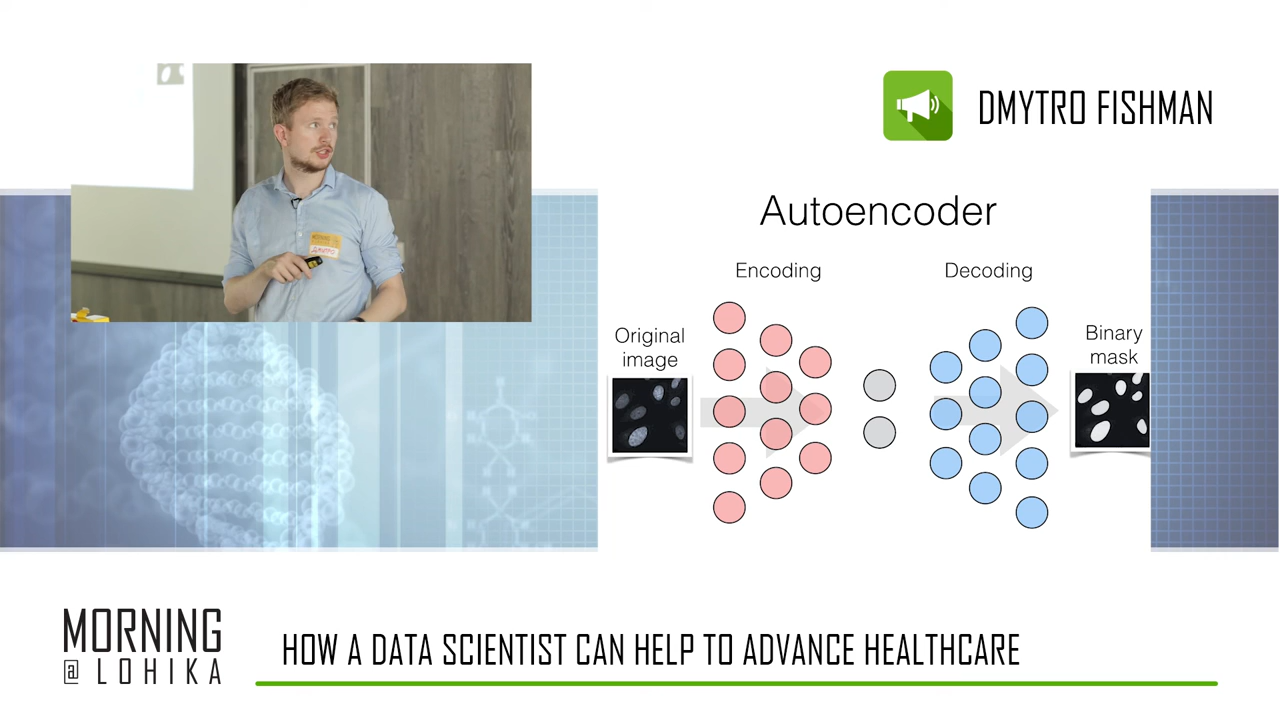 DMYTRO FISHMAN
Autoencoder
Encoding
Decoding
Original
image
Binary
mask
MORNING
@ LOHIKA
HOW A DATA SCIENTIST CAN HELP TO ADVANCE HEALTHCARE